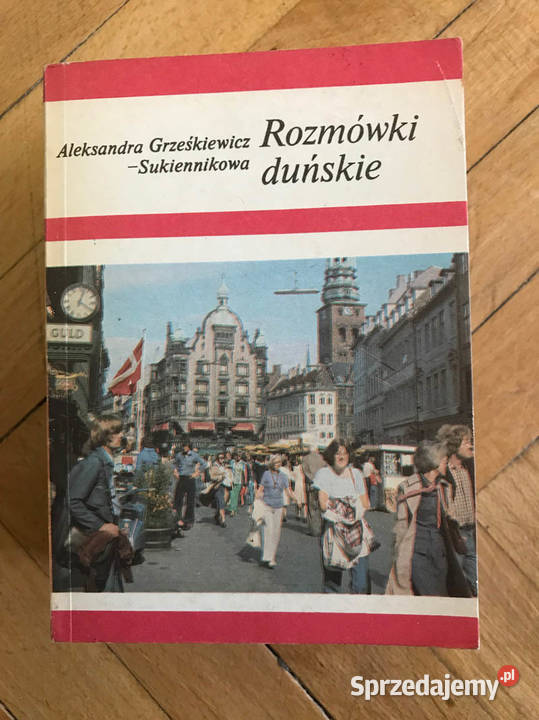 Aleksandra Grześkiewicz
–Sukiennikowa
Rozmówki
duńskie
GULD
Sprzedajemy.pl